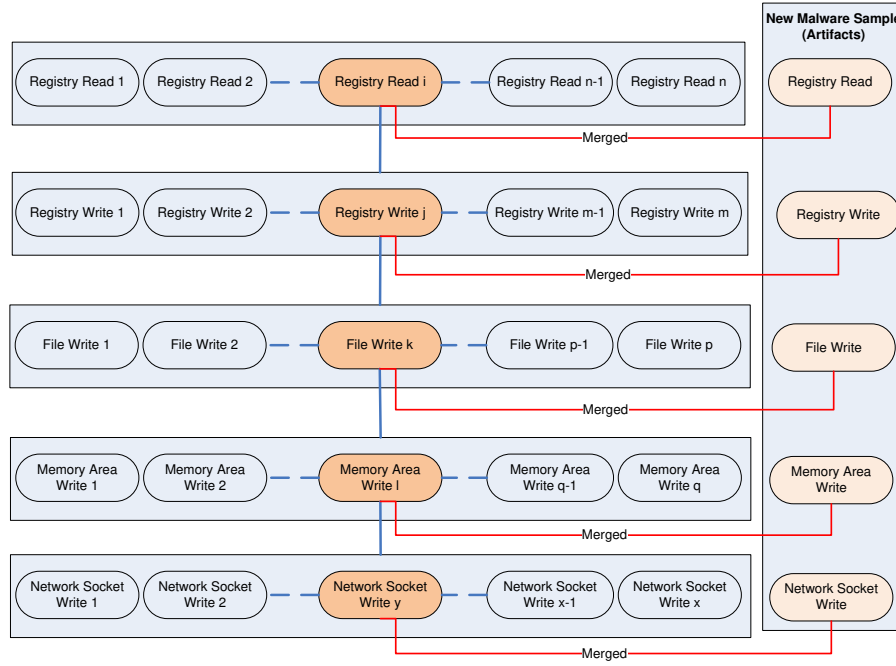 New Malware Sample
(Artifacts)
Registry Read 1
Registry Read 2
Registry Read i
Registry Read n-1
Registry Read n
Registry Read
Merged
Registry Write 1
Registry Write 2
Registry Write j
Registry Write m-1
Registry Write m
Registry Write
Merged
File Write 1
File Write 2
File Write k
File Write p-1
File Write p
File Write
Merged
Memory Area
Write 1
Memory Area
Write 2
Memory Area
Write l
Memory Area
Write q-1
Memory Area
Write q
Memory Area
Write
Merged
Network Socket
Write 1
Network Socket
Write 2
Network Socket
Write y
Network Socket
Write x-1
Network Socket
Write x
Network Socket
Write
Merged